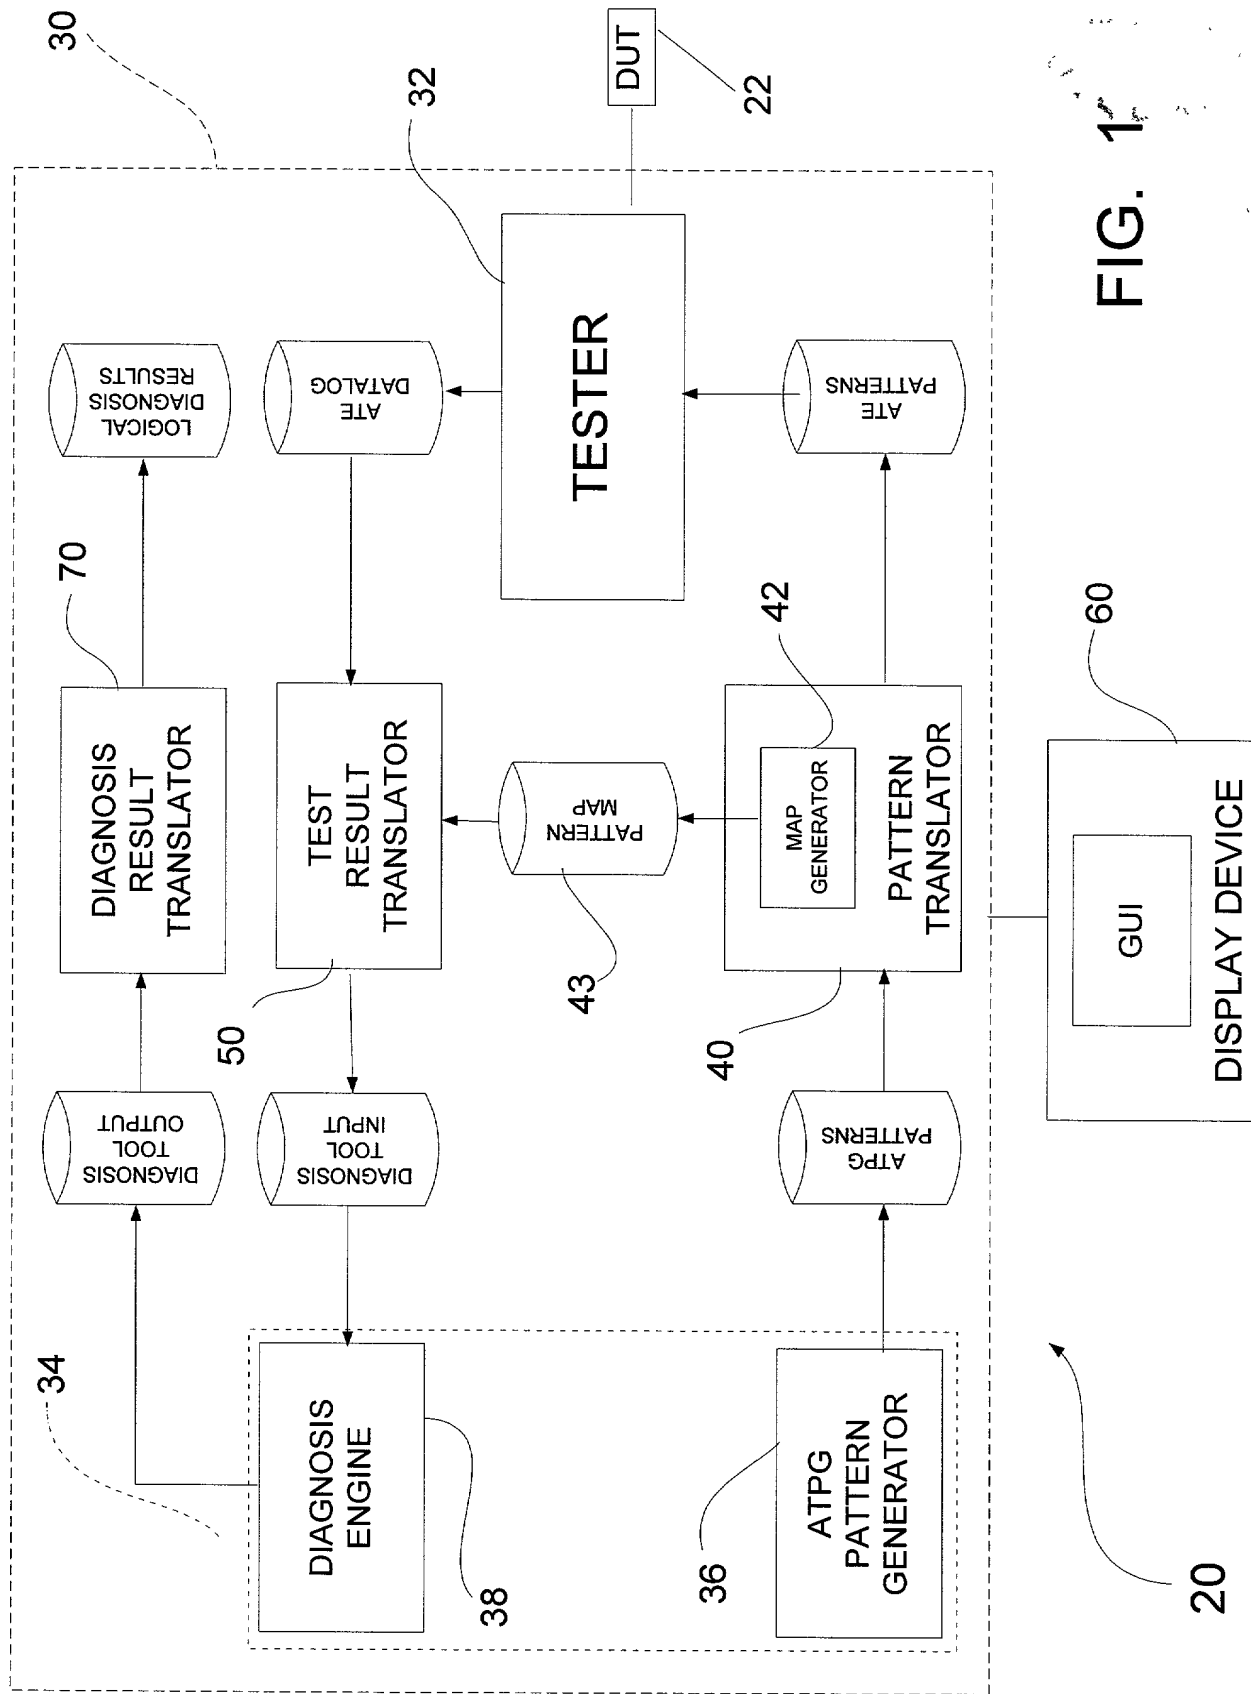 30
34
DIAGNOSIS
TOOL
OUTPUT
DIAGNOSIS
RESULT
TRANSLATOR
70
LOGICAL
DIAGNOSIS
RESULTS
DIAGNOSIS
ENGINE
38
DIAGNOSIS
TOOL
INPUT
50
TEST
RESULT
TRANSLATOR
ATE
DATALOG
32
TESTER
DUT
22
43
PATTERN
MAP
36
ATPG
PATTERN
GENERATOR
ATPG
PATTERNS
40
MAP
GENERATOR
42
PATTERN
TRANSLATOR
ATE
PATTERNS
20
GUI
DISPLAY DEVICE
60
FIG. 1